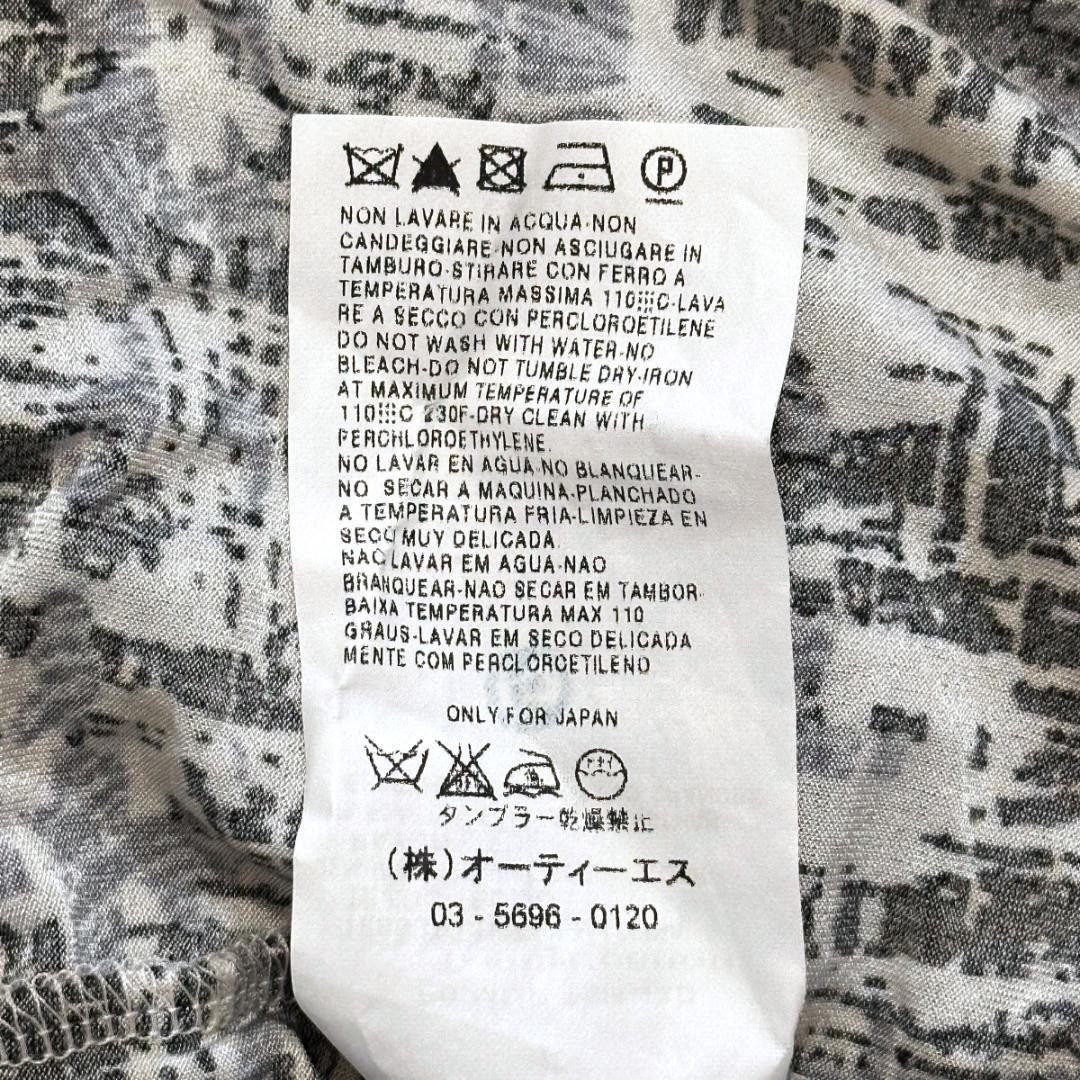 P
NON LAVARE IN ACQUA-NON
CANDEGGIARE-NON ASCIUGARE IN
TAMBURO-STIRARE CON FERRO A
TEMPERATURA MASSIMA 110░C-LAVA
RE A SECCO CON PERCLOROETILENE
DO NOT WASH WITH WATER-NO
BLEACH-DO NOT TUMBLE DRY-IRON
AT MAXIMUM TEMPERATURE OF
110░C 230F-DRY CLEAN WITH
PERCHLOROETHYLENE.
NO LAVAR EN AGUA-NO BLANQUEAR-
NO SECAR A MAQUINA-PLANCHADO
A TEMPERATURA FRIA-LIMPIEZA EN
SECO MUY DELICADA.
NAO LAVAR EM AGUA-NAO
BRANQUEAR-NAO SECAR EM TAMBOR-
BAIXA TEMPERATURA MAX 110
GRAUS-LAVAR EM SECO DELICADA
MENTE COM PERCLOROETILENO
ONLY FOR JAPAN
タンブラー乾燥禁止
(株)オーティーエス
03-5696-0120